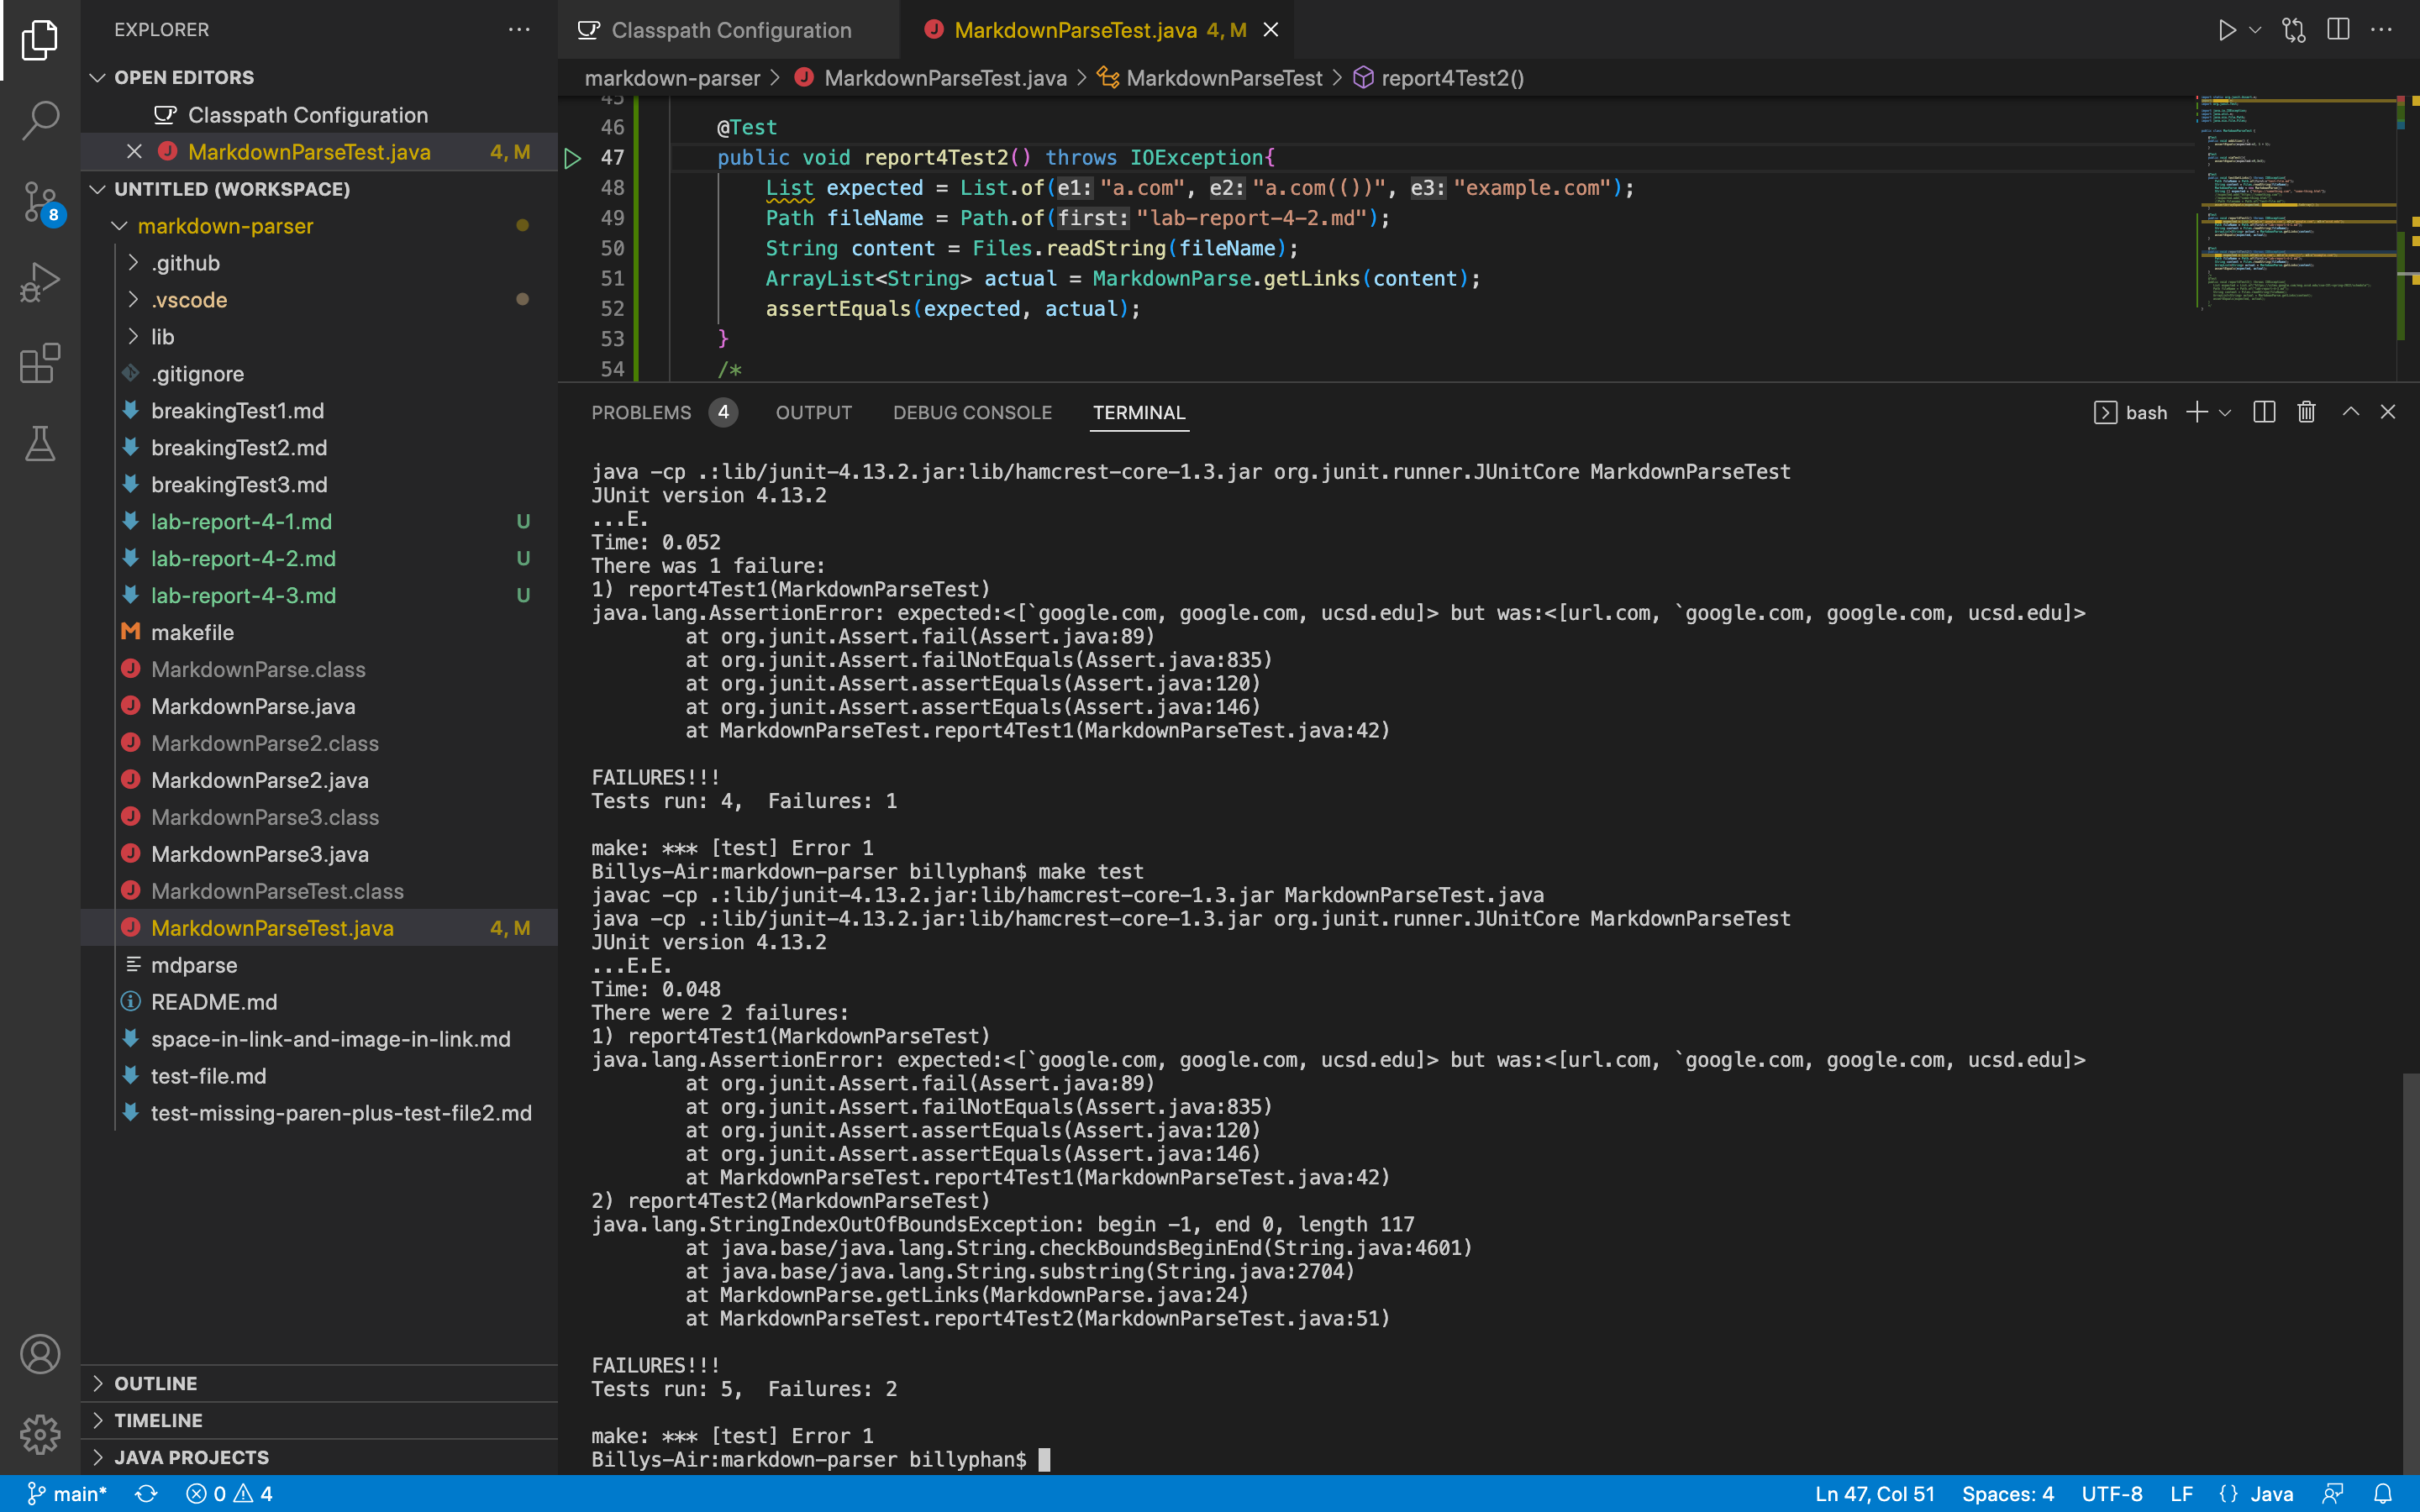 EXPLORER
OPEN EDITORS
Classpath Configuration
MarkdownParseTest.java 4, M
UNTITLED (WORKSPACE)
markdown-parser
.github
.vscode
lib
.gitignore
breakingTest1.md
breakingTest2.md
breakingTest3.md
lab-report-4-1.md U
lab-report-4-2.md U
lab-report-4-3.md U
makefile
MarkdownParse.class
MarkdownParse.java
MarkdownParse2.class
MarkdownParse2.java
MarkdownParse3.class
MarkdownParse3.java
MarkdownParseTest.class
MarkdownParseTest.java 4, M
mdparse
README.md
space-in-link-and-image-in-link.md
test-file.md
test-missing-paren-plus-test-file2.md
OUTLINE
TIMELINE
JAVA PROJECTS
8
Classpath Configuration
MarkdownParseTest.java 4, M
markdown-parser > MarkdownParseTest.java > MarkdownParseTest > report4Test2()
45
46 @Test
47 public void report4Test2() throws IOException{
48 List expected = List.of(e1: "a.com", e2: "a.com(())", e3: "example.com");
49 Path fileName = Path.of(first: "lab-report-4-2.md");
50 String content = Files.readString(fileName);
51 ArrayList<String> actual = MarkdownParse.getLinks(content);
52 assertEquals(expected, actual);
53 }
54 /*
PROBLEMS 4 OUTPUT DEBUG CONSOLE TERMINAL
bash
java -cp .:lib/junit-4.13.2.jar:lib/hamcrest-core-1.3.jar org.junit.runner.JUnitCore MarkdownParseTest
JUnit version 4.13.2
...E.
Time: 0.052
There was 1 failure:
1) report4Test1(MarkdownParseTest)
java.lang.AssertionError: expected:<[`google.com, google.com, ucsd.edu]> but was:<[url.com, `google.com, google.com, ucsd.edu]>
at org.junit.Assert.fail(Assert.java:89)
at org.junit.Assert.failNotEquals(Assert.java:835)
at org.junit.Assert.assertEquals(Assert.java:120)
at org.junit.Assert.assertEquals(Assert.java:146)
at MarkdownParseTest.report4Test1(MarkdownParseTest.java:42)
FAILURES!!!
Tests run: 4,  Failures: 1
make: *** [test] Error 1
Billys-Air:markdown-parser billyphan$ make test
javac -cp .:lib/junit-4.13.2.jar:lib/hamcrest-core-1.3.jar MarkdownParseTest.java
java -cp .:lib/junit-4.13.2.jar:lib/hamcrest-core-1.3.jar org.junit.runner.JUnitCore MarkdownParseTest
JUnit version 4.13.2
...E.E.
Time: 0.048
There were 2 failures:
1) report4Test1(MarkdownParseTest)
java.lang.AssertionError: expected:<[`google.com, google.com, ucsd.edu]> but was:<[url.com, `google.com, google.com, ucsd.edu]>
at org.junit.Assert.fail(Assert.java:89)
at org.junit.Assert.failNotEquals(Assert.java:835)
at org.junit.Assert.assertEquals(Assert.java:120)
at org.junit.Assert.assertEquals(Assert.java:146)
at MarkdownParseTest.report4Test1(MarkdownParseTest.java:42)
2) report4Test2(MarkdownParseTest)
java.lang.StringIndexOutOfBoundsException: begin -1, end 0, length 117
at java.base/java.lang.String.checkBoundsBeginEnd(String.java:4601)
at java.base/java.lang.String.substring(String.java:2704)
at MarkdownParse.getLinks(MarkdownParse.java:24)
at MarkdownParseTest.report4Test2(MarkdownParseTest.java:51)
FAILURES!!!
Tests run: 5,  Failures: 2
make: *** [test] Error 1
Billys-Air:markdown-parser billyphan$
main* 0 4 Ln 47, Col 51 Spaces: 4 UTF-8 LF {} Java